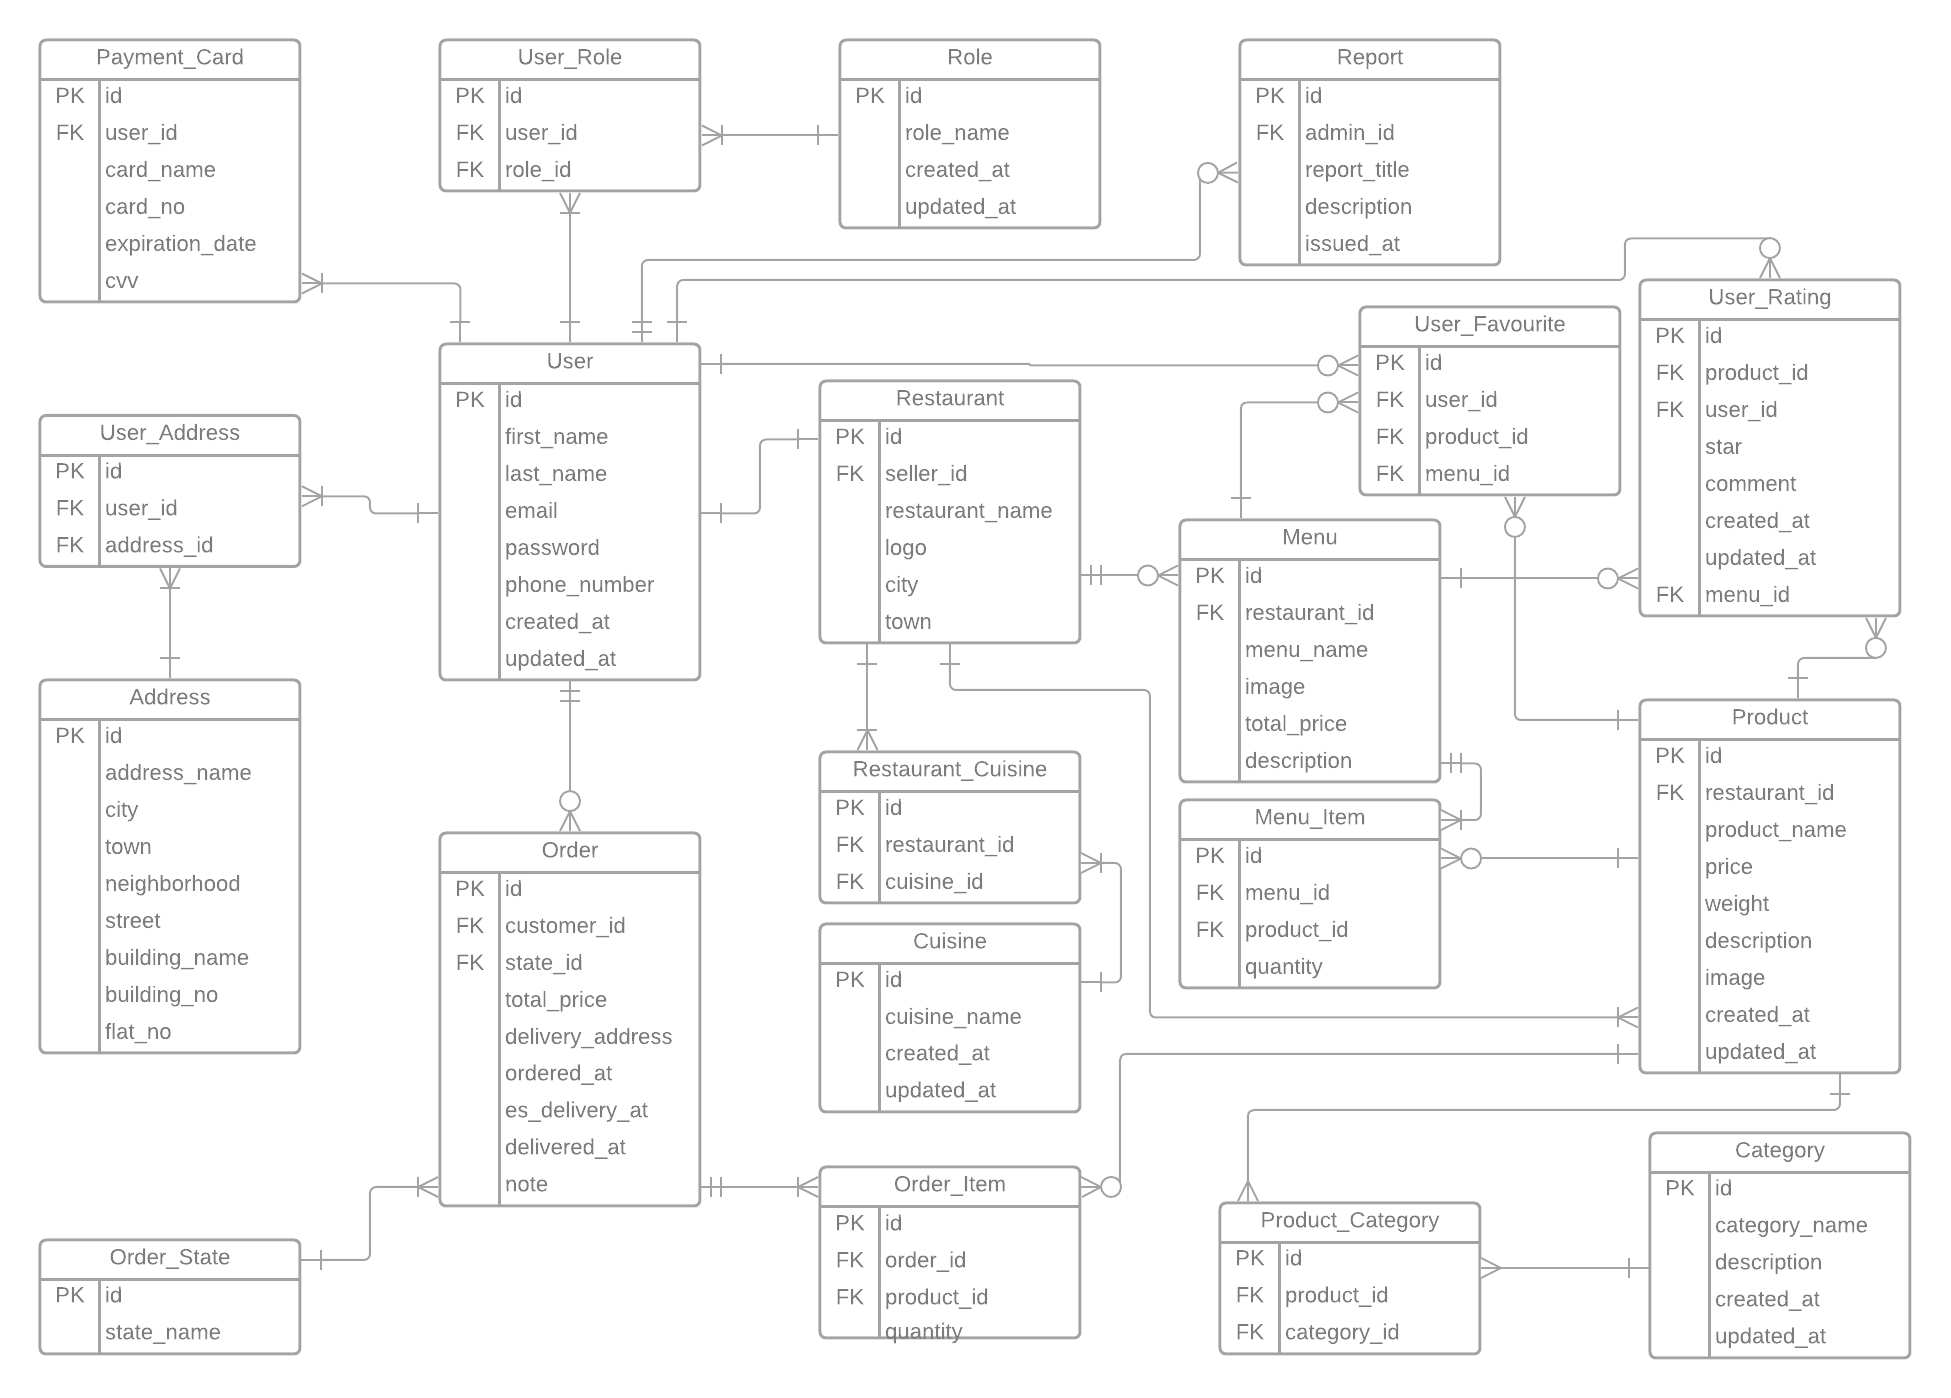 Payment_Card
PK id
FK user_id
card_name
card_no
expiration_date
cvv
User_Role
PK id
FK user_id
FK role_id
Role
PK id
role_name
created_at
updated_at
Report
PK id
FK admin_id
report_title
description
issued_at
User_Rating
PK id
FK product_id
FK user_id
star
comment
created_at
updated_at
FK menu_id
User_Favourite
PK id
FK user_id
FK product_id
FK menu_id
User
PK id
first_name
last_name
email
password
phone_number
created_at
updated_at
Restaurant
PK id
FK seller_id
restaurant_name
logo
city
town
User_Address
PK id
FK user_id
FK address_id
Menu
PK id
FK restaurant_id
menu_name
image
total_price
description
Address
PK id
address_name
city
town
neighborhood
street
building_name
building_no
flat_no
Product
PK id
FK restaurant_id
product_name
price
weight
description
image
created_at
updated_at
Restaurant_Cuisine
PK id
FK restaurant_id
FK cuisine_id
Menu_Item
PK id
FK menu_id
FK product_id
quantity
Order
PK id
FK customer_id
FK state_id
total_price
delivery_address
ordered_at
es_delivery_at
delivered_at
note
Cuisine
PK id
cuisine_name
created_at
updated_at
Order_Item
PK id
FK order_id
FK product_id
quantity
Category
PK id
category_name
description
created_at
updated_at
Product_Category
PK id
FK product_id
FK category_id
Order_State
PK id
state_name